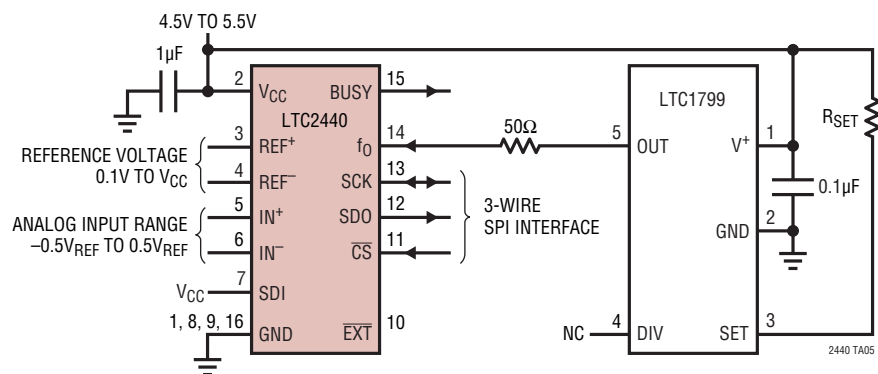 4.5V TO 5.5V
1µF
2
VCC
BUSY
15
LTC2440
3
REF+
fO
14
50Ω
REFERENCE VOLTAGE
0.1V TO VCC
4
REF−
SCK
13
5
IN+
SDO
12
ANALOG INPUT RANGE
−0.5VREF TO 0.5VREF
6
IN−
CS
11
3-WIRE
SPI INTERFACE
7
VCC
SDI
1, 8, 9, 16
GND
EXT
10
LTC1799
5
OUT
V+
1
RSET
0.1µF
GND
2
NC
4
DIV
SET
3
2440 TA05